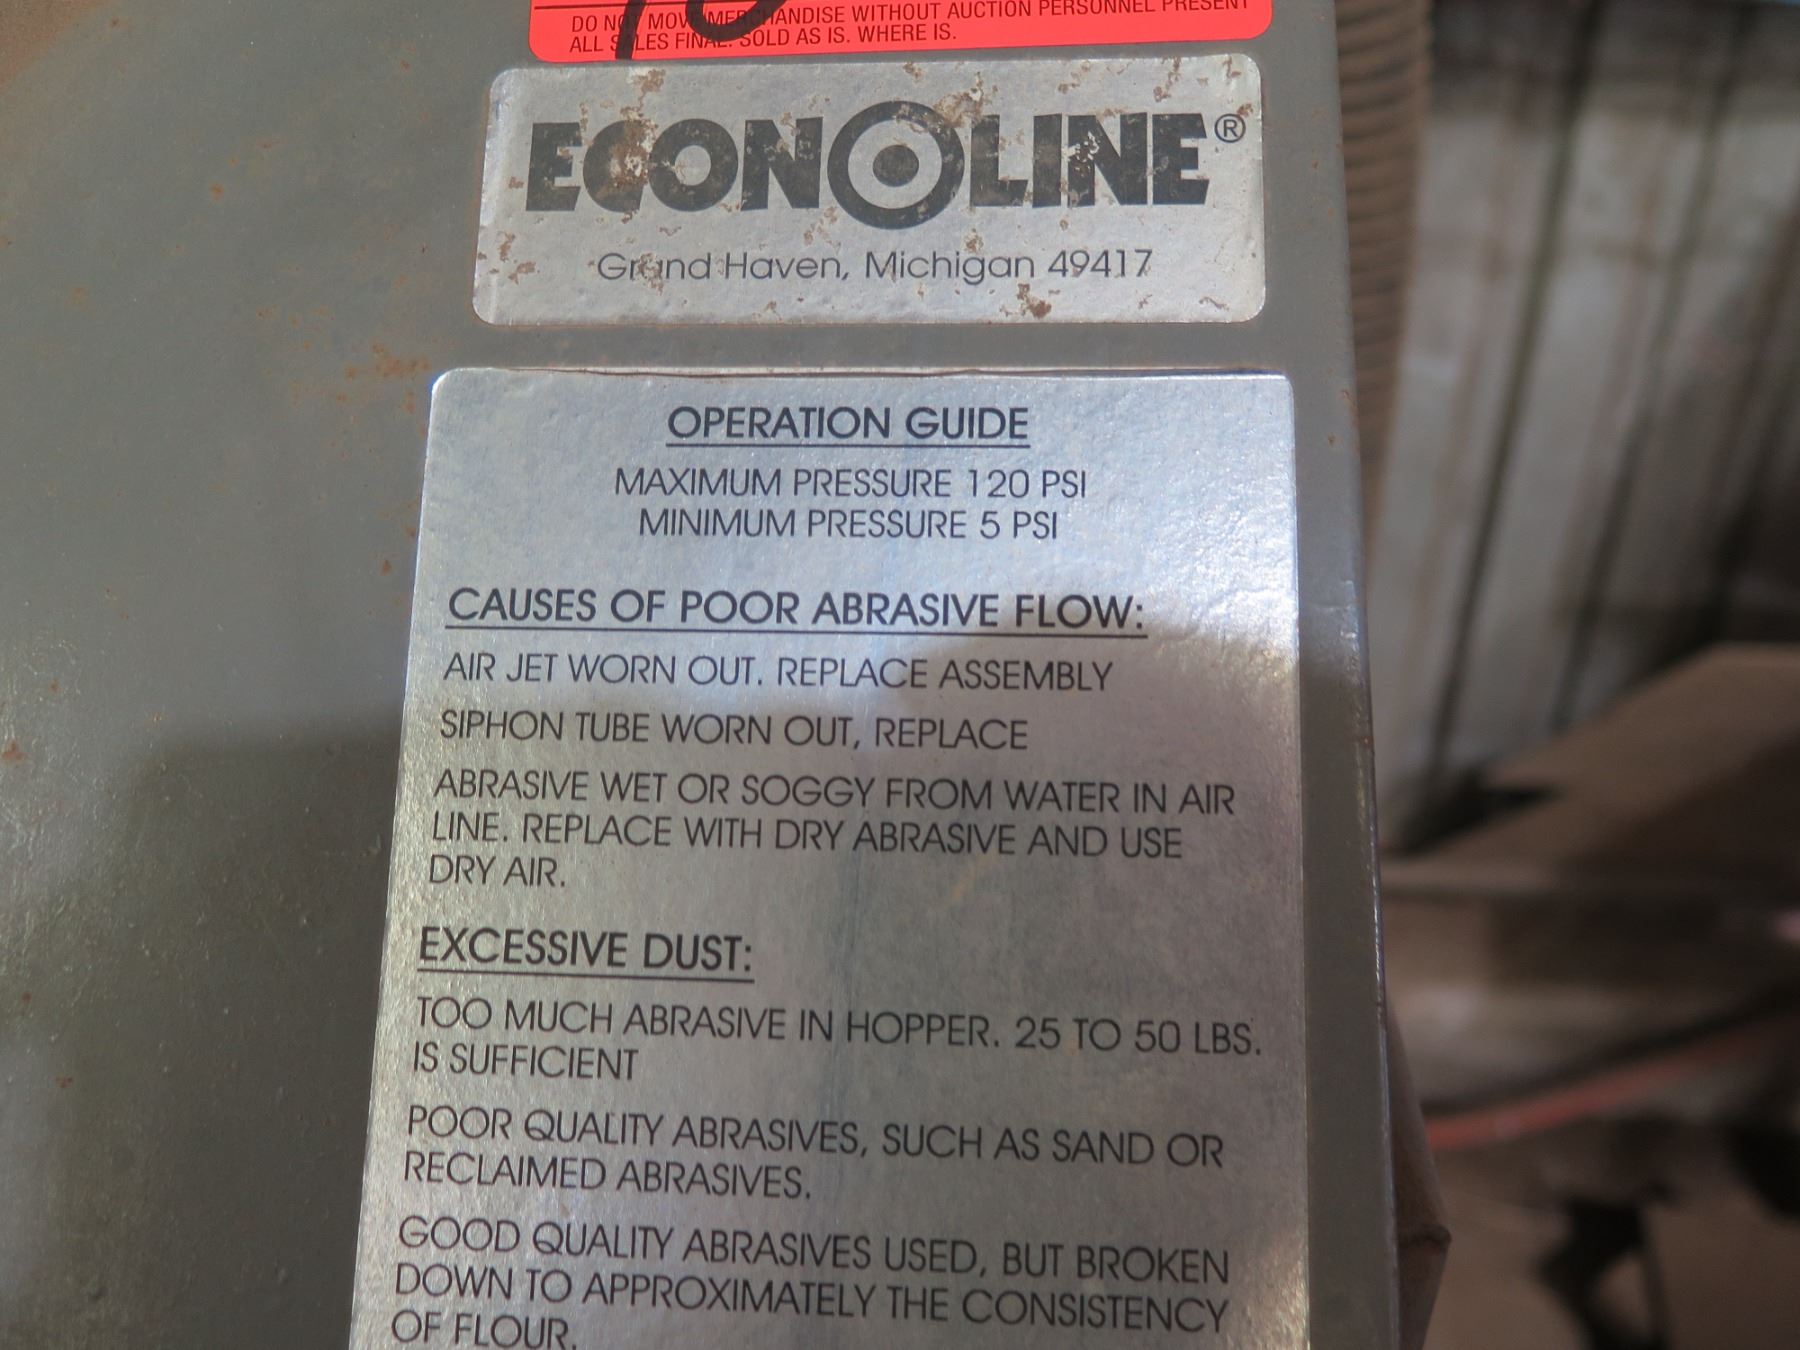 DO NOT MOVE MERCHANDISE WITHOUT AUCTION PERSONNEL PRESENT
ALL SALES FINAL. SOLD AS IS. WHERE IS.
ECONOLINE®
Grand Haven, Michigan 49417
OPERATION GUIDE
MAXIMUM PRESSURE 120 PSI
MINIMUM PRESSURE 5 PSI
CAUSES OF POOR ABRASIVE FLOW:
AIR JET WORN OUT. REPLACE ASSEMBLY
SIPHON TUBE WORN OUT, REPLACE
ABRASIVE WET OR SOGGY FROM WATER IN AIR
LINE. REPLACE WITH DRY ABRASIVE AND USE
DRY AIR.
EXCESSIVE DUST:
TOO MUCH ABRASIVE IN HOPPER. 25 TO 50 LBS.
IS SUFFICIENT
POOR QUALITY ABRASIVES, SUCH AS SAND OR
RECLAIMED ABRASIVES.
GOOD QUALITY ABRASIVES USED, BUT BROKEN
DOWN TO APPROXIMATELY THE CONSISTENCY
OF FLOUR.